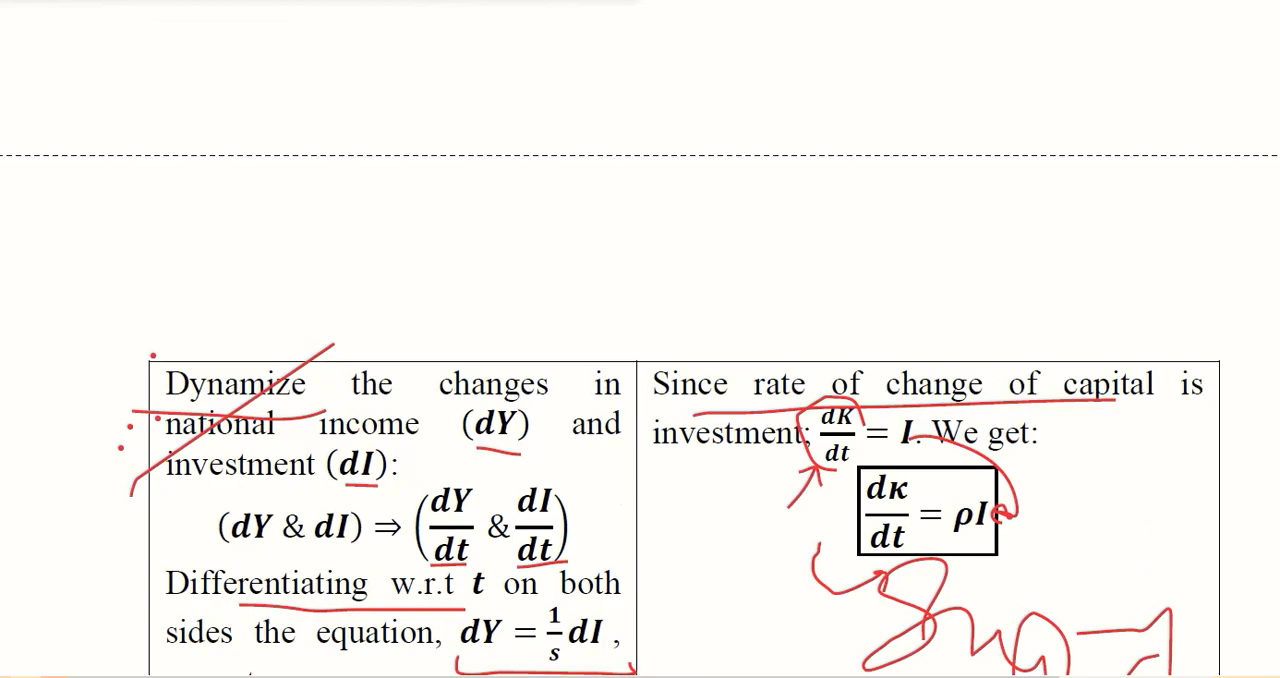 Dynamize the changes in
national income (dY) and
investment (dI):
(dY & dI) ⇒ (dY/dt & dI/dt)
Differentiating w.r.t t on both
sides the equation, dY = 1/s dI ,
Since rate of change of capital is
investment; dK/dt = I. We get:
dκ/dt = ρI